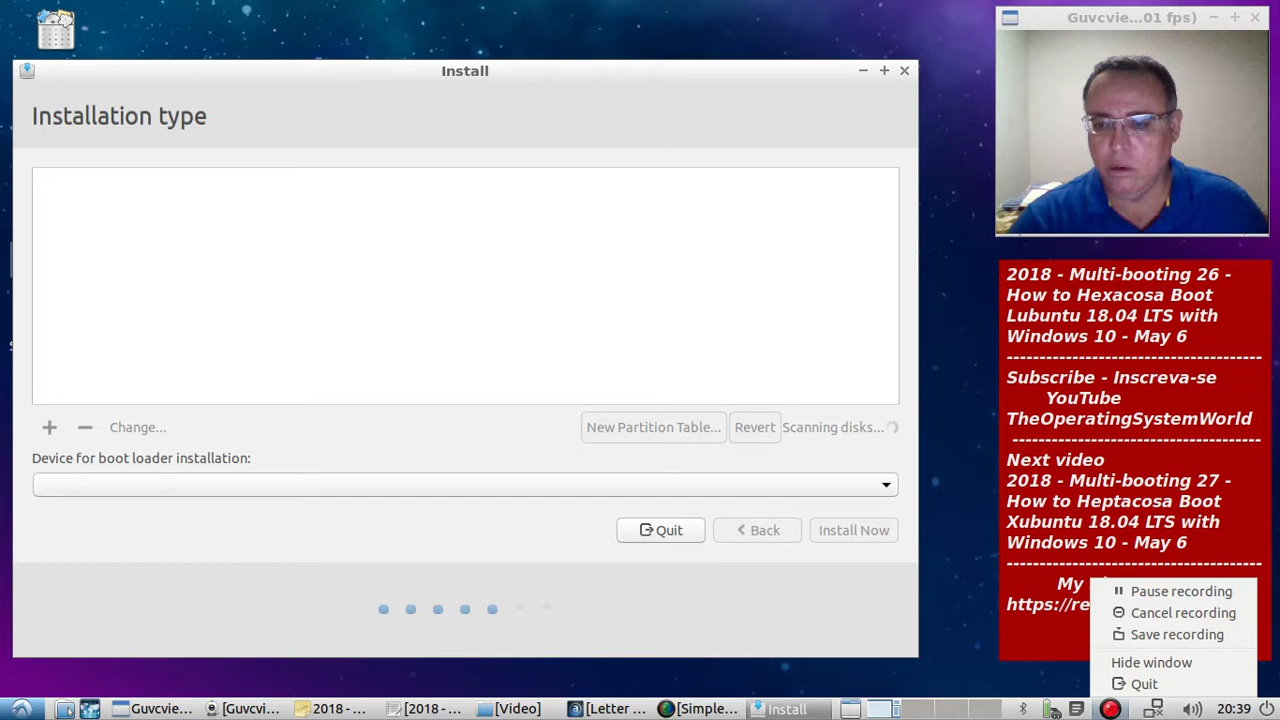 Guvcvie...01 fps)
Install
Installation type
Change...
New Partition Table...
Revert
Scanning disks...
Device for boot loader installation:
Quit
Back
Install Now
2018 - Multi-booting 26 -
How to Hexacosa Boot
Lubuntu 18.04 LTS with
Windows 10 - May 6
-------------------------------------
Subscribe - Inscreva-se
YouTube
TheOperatingSystemWorld
-------------------------------------
Next video
2018 - Multi-booting 27 -
How to Heptacosa Boot
Xubuntu 18.04 LTS with
Windows 10 - May 6
-------------------------------------
My
https://re
Pause recording
Cancel recording
Save recording
Hide window
Quit
Guvcvie...
[Guvcvi...
2018 -...
[2018 -...
[Video]
[Letter ...
[Simple...
Install
20:39